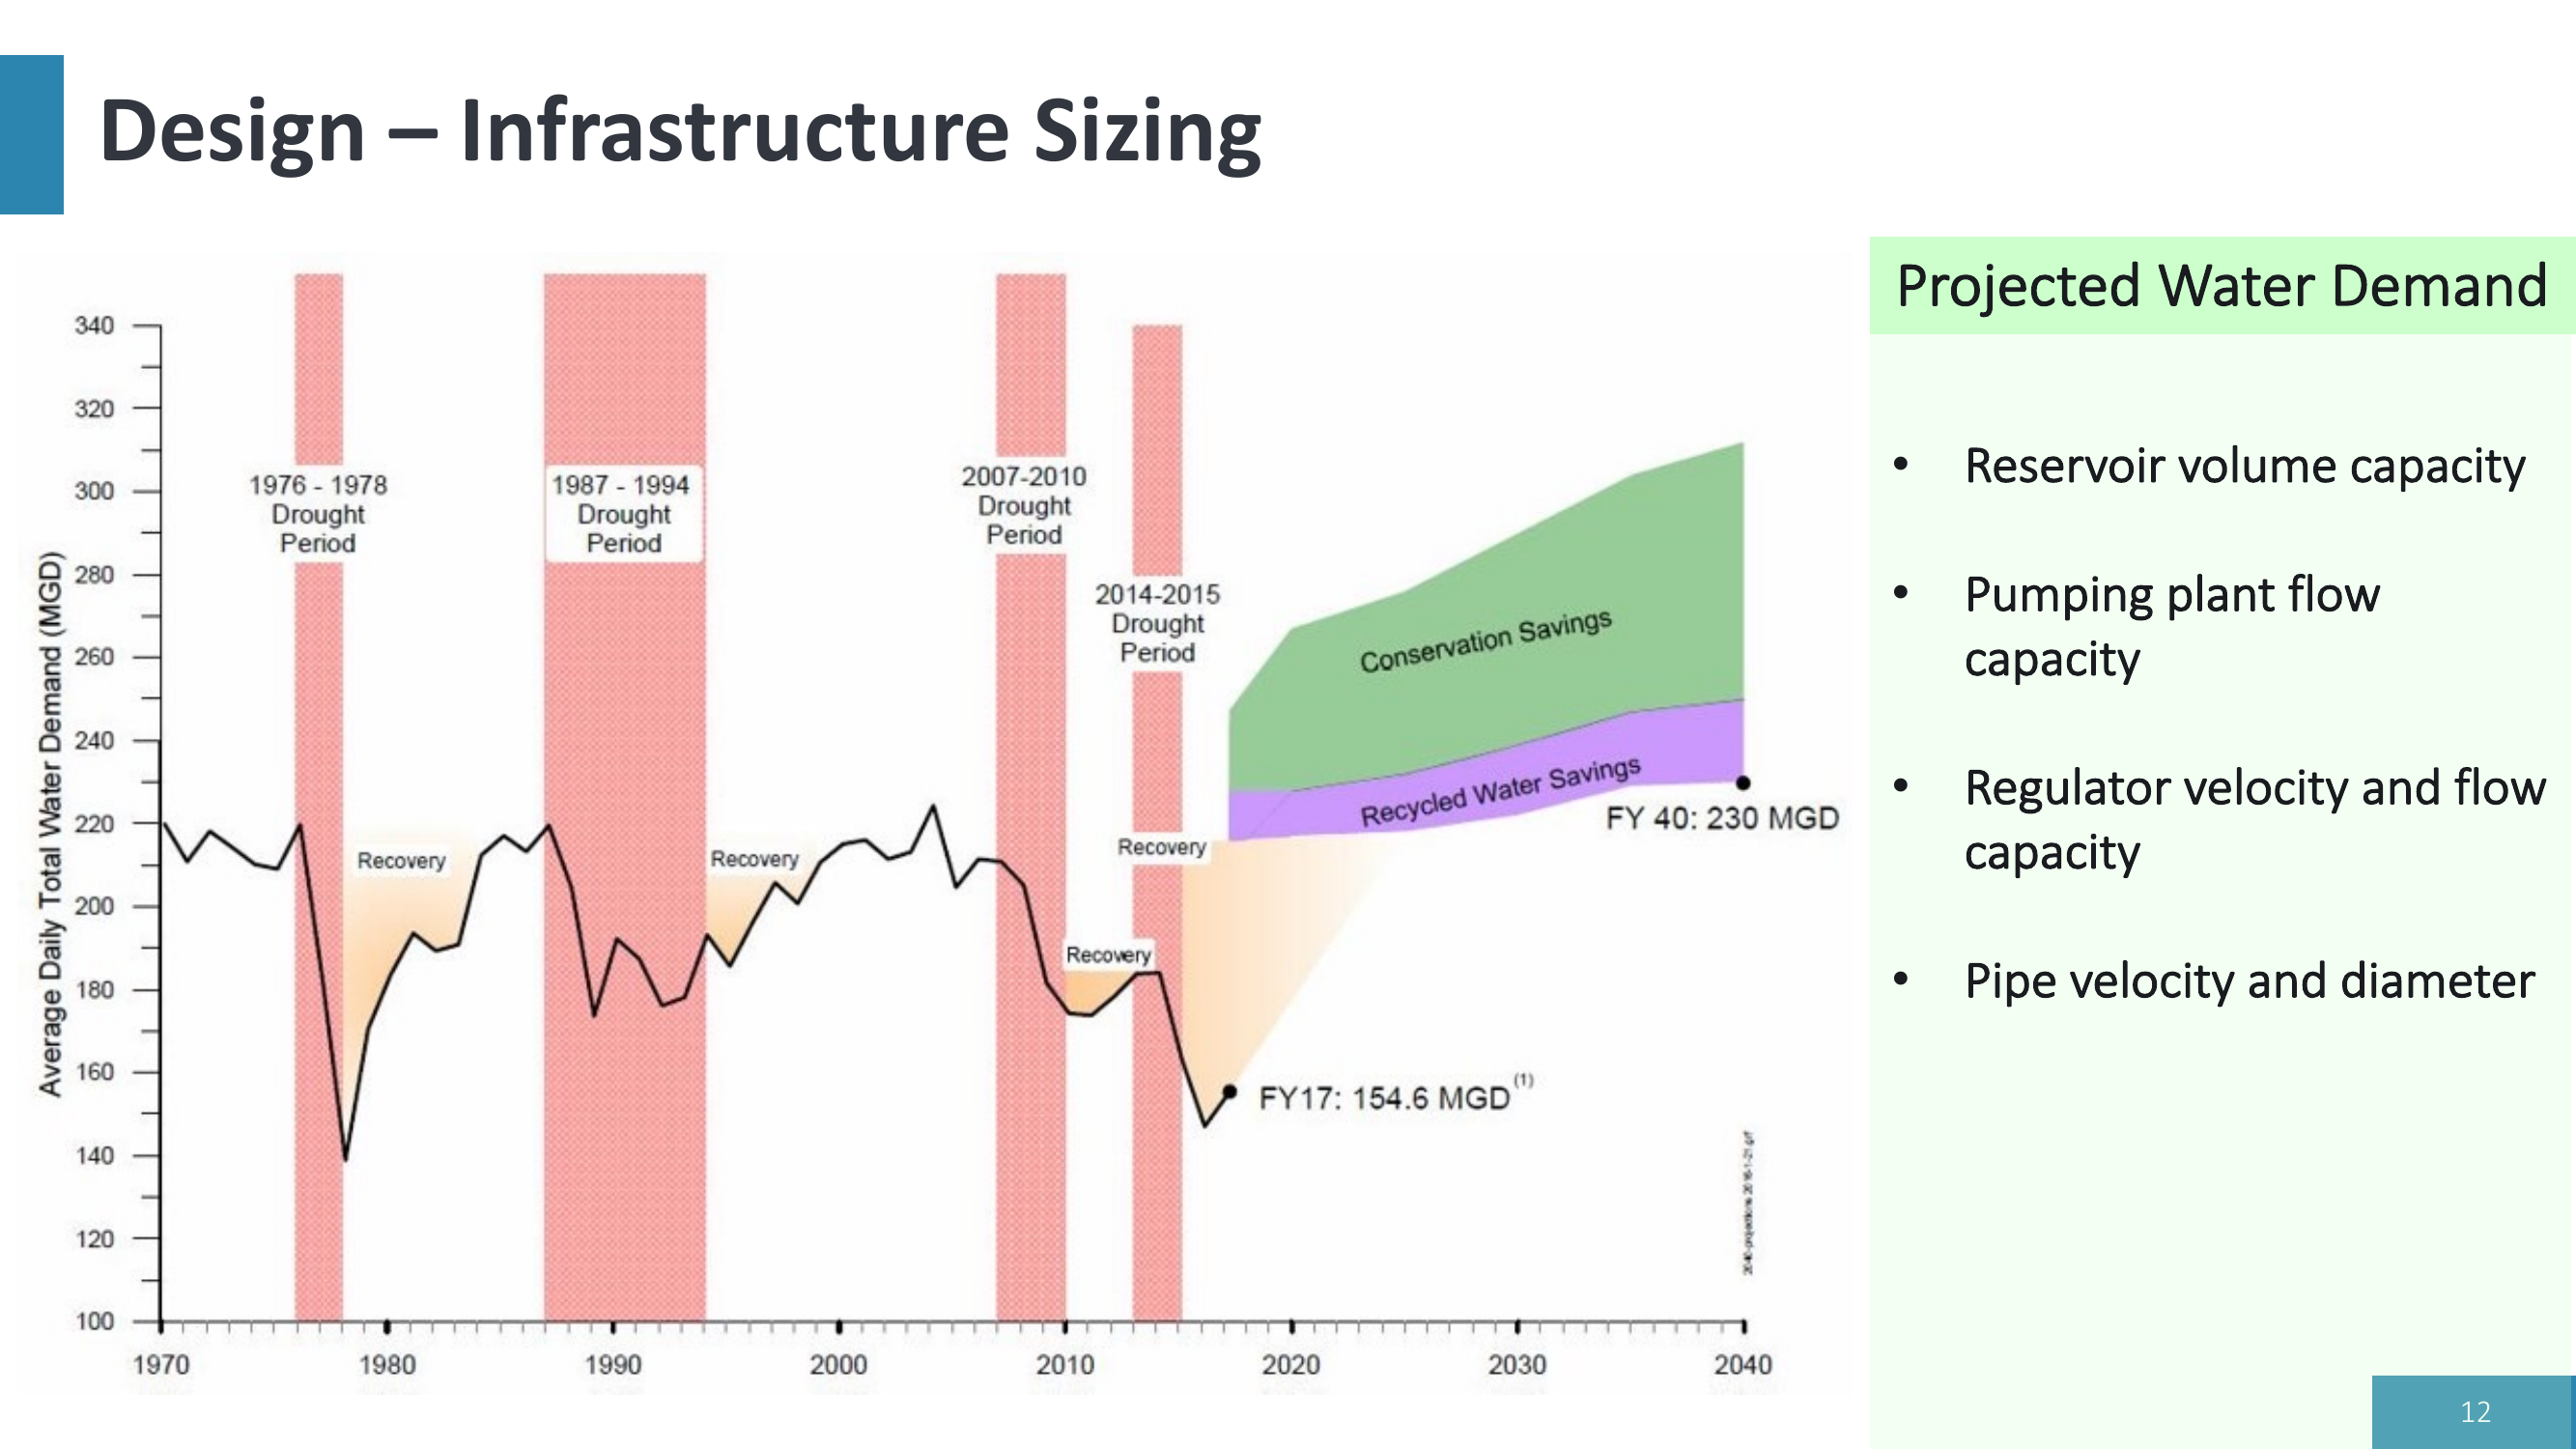 Design – Infrastructure Sizing
Average Daily Total Water Demand (MGD)
340
320
300
280
260
240
220
200
180
160
140
120
100
1970
1980
1990
2000
2010
2020
2030
2040
1976 - 1978
Drought
Period
1987 - 1994
Drought
Period
2007-2010
Drought
Period
2014-2015
Drought
Period
Recovery
Recovery
Recovery
Recovery
Conservation Savings
Recycled Water Savings
FY 40: 230 MGD
FY17: 154.6 MGD (1)
Projected Water Demand
• Reservoir volume capacity
• Pumping plant flow
capacity
• Regulator velocity and flow
capacity
• Pipe velocity and diameter
12